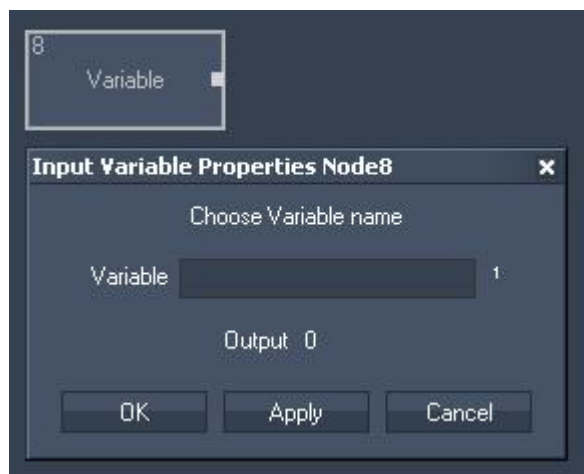 8
Variable
Input Variable Properties Node8
Choose Variable name
Variable 1
Output 0
OK Apply Cancel